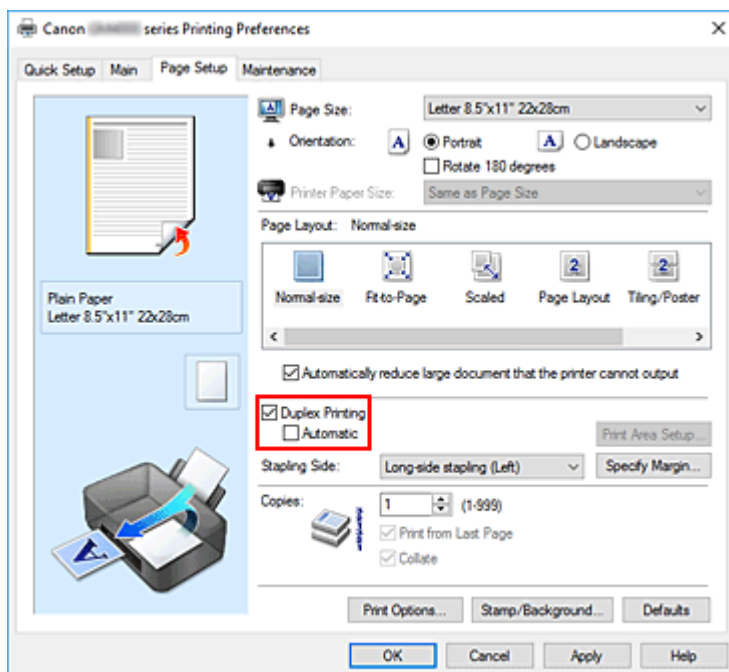 Canon series Printing Preferences
Quick Setup Main Page Setup Maintenance
Page Size: Letter 8.5"x11" 22x28cm
Orientation: A Portrait A Landscape
Rotate 180 degrees
Printer Paper Size: Same as Page Size
Page Layout: Normal-size
2 2
Normal-size Fit-to-Page Scaled Page Layout Tiling/Poster
Plain Paper
Letter 8.5"x11" 22x28cm
Automatically reduce large document that the printer cannot output
Duplex Printing
Automatic
Print Area Setup...
Stapling Side: Long-side stapling (Left) Specify Margin...
Copies: 1 (1-999)
Print from Last Page
Collate
A
Print Options... Stamp/Background... Defaults
OK Cancel Apply Help